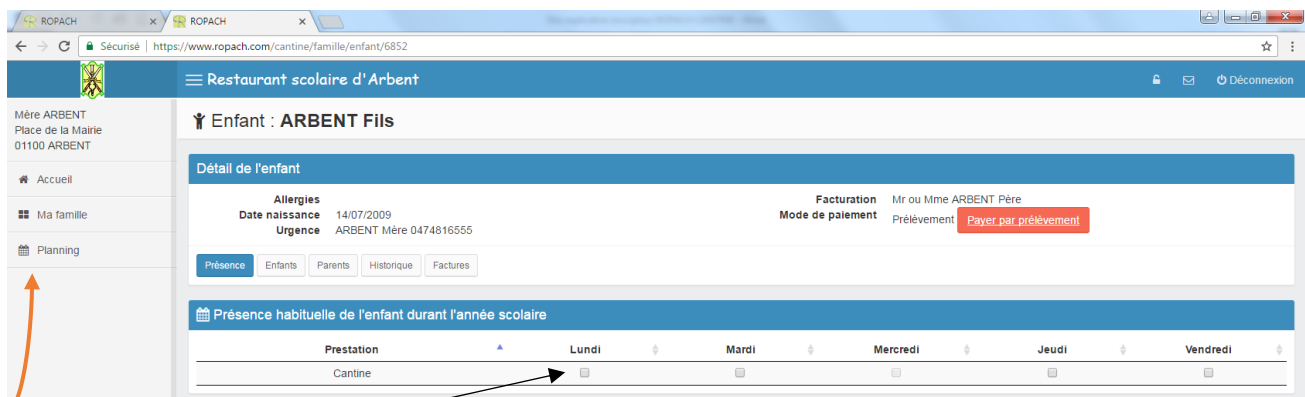 ROPACH
ROPACH
Sécurisé | https://www.ropach.com/cantine/famille/enfant/6852
Restaurant scolaire d'Arbent
Déconnexion
Mère ARBENT
Place de la Mairie
01100 ARBENT
Accueil
Ma famille
Planning
Enfant : ARBENT Fils
Détail de l'enfant
Allergies
Date naissance 14/07/2009
Urgence ARBENT Mère 0474816555
Facturation Mr ou Mme ARBENT Père
Mode de paiement Prélèvement Payer par prélèvement
Présence Enfants Parents Historique Factures
Présence habituelle de l'enfant durant l'année scolaire
Prestation Lundi Mardi Mercredi Jeudi Vendredi
Cantine